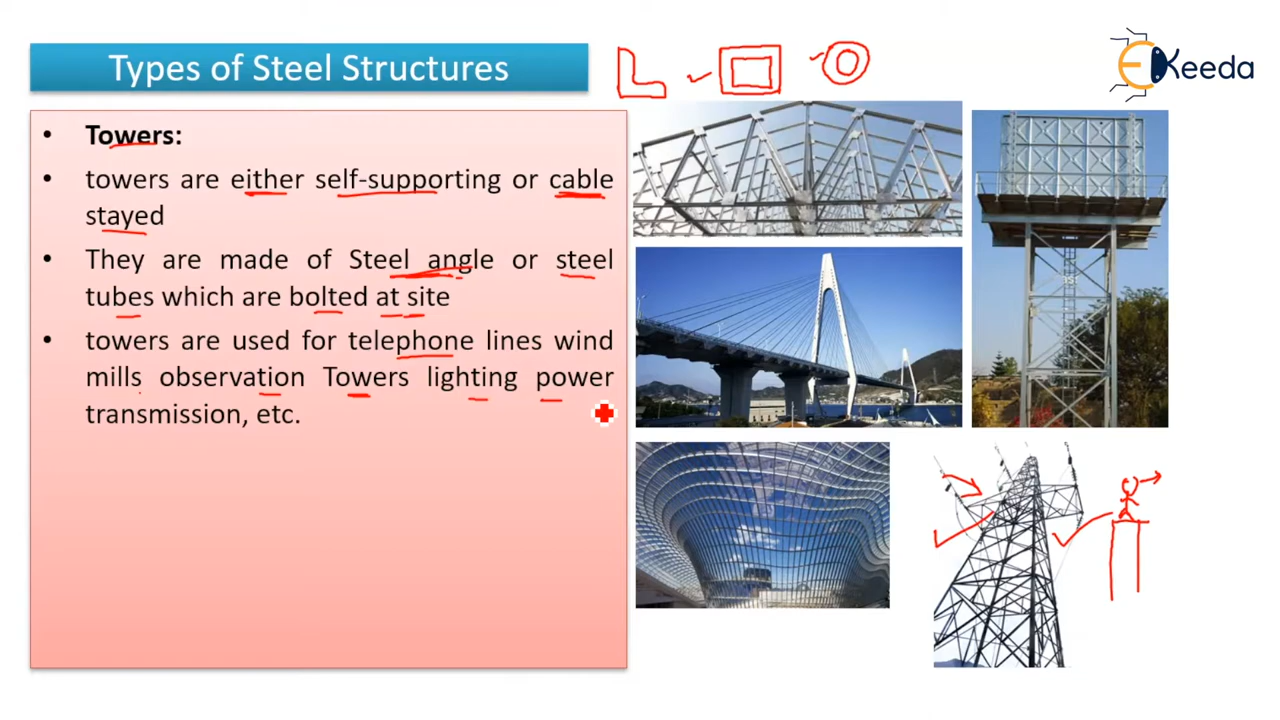 Types of Steel Structures
EKeeda
• Towers:
• towers are either self-supporting or cable
stayed
• They are made of Steel angle or steel
tubes which are bolted at site
• towers are used for telephone lines wind
mills observation Towers lighting power
transmission, etc.